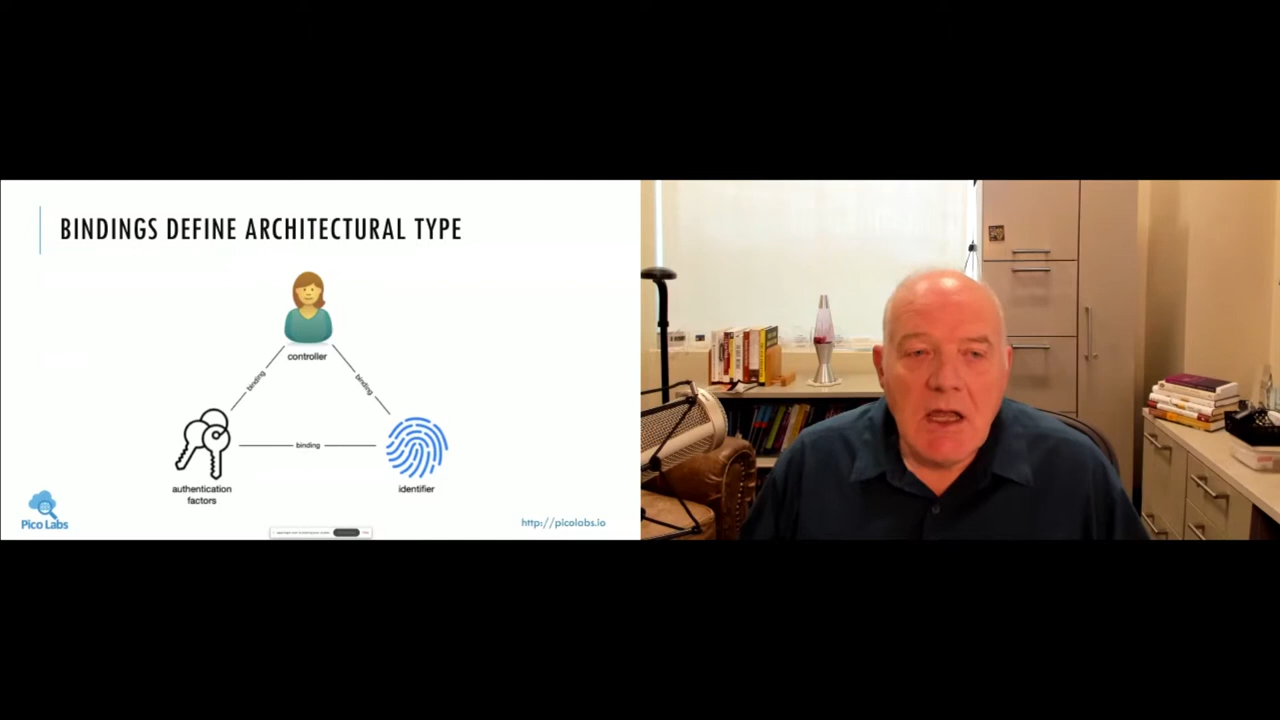 BINDINGS DEFINE ARCHITECTURAL TYPE
controller
binding
binding
binding
authentication
factors
identifier
Pico Labs
http://picolabs.io